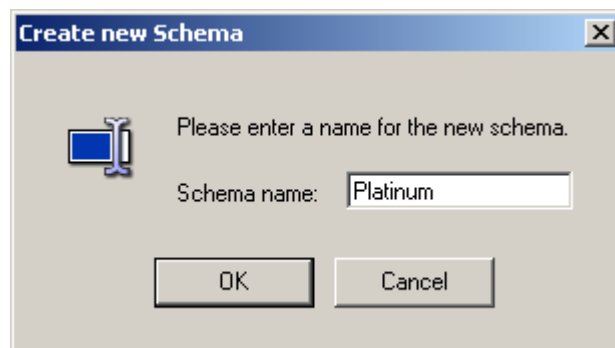 Create new Schema
Please enter a name for the new schema.
Schema name: Platinum
OK Cancel